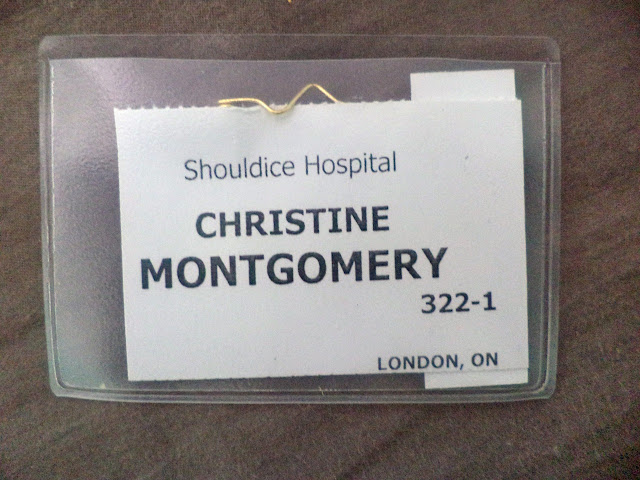 Shouldice Hospital
CHRISTINE
MONTGOMERY
322-1
LONDON, ON